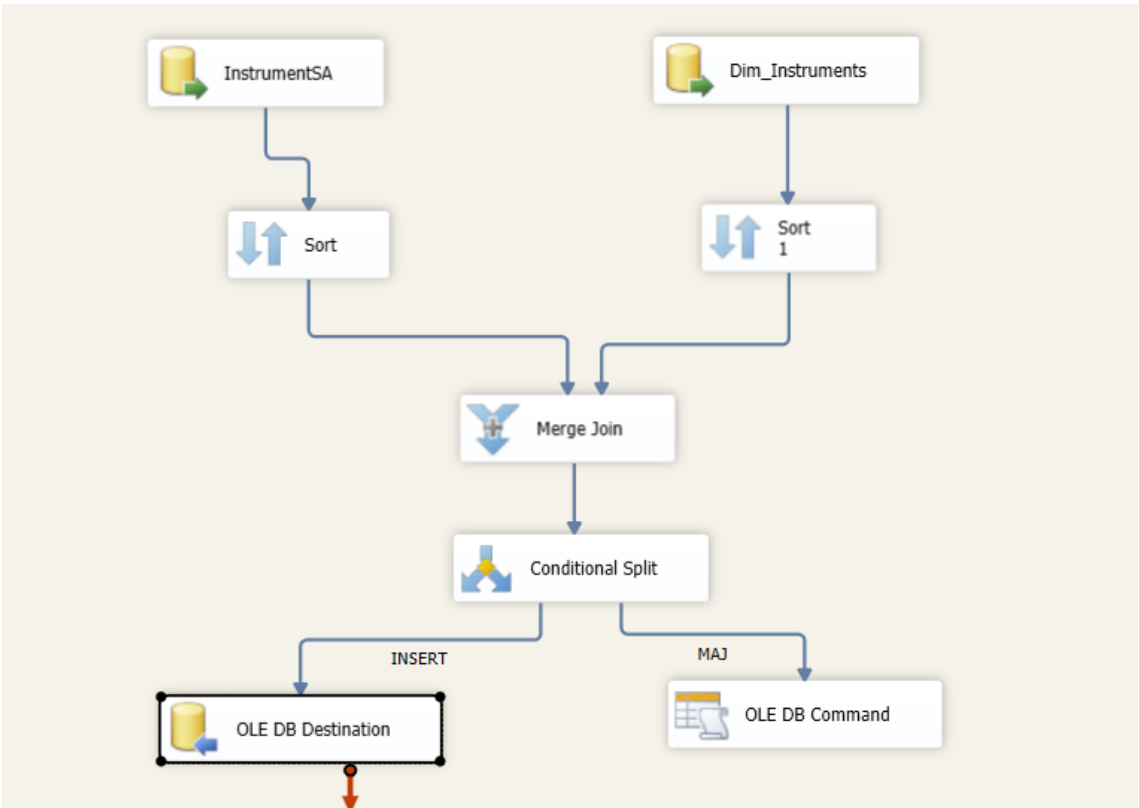 InstrumentSA
Dim_Instruments
Sort
Sort
1
Merge Join
Conditional Split
INSERT
MAJ
OLE DB Destination
OLE DB Command